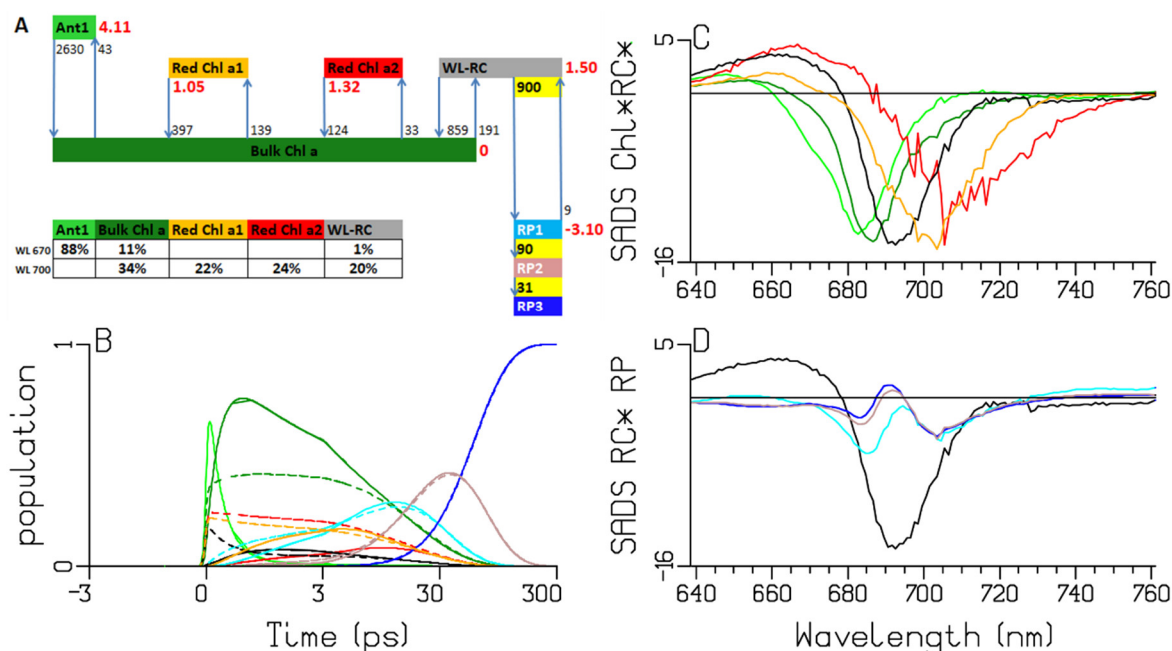 A
Ant1 4.11
2630 43
Red Chl a1
1.05
Red Chl a2
1.32
WL-RC
1.50
900
397 139 124 33 859 191
Bulk Chl a
0
9
Ant1 Bulk Chl a Red Chl a1 Red Chl a2 WL-RC
WL 670 88% 11% 1%
WL 700 34% 22% 24% 20%
RP1 -3.10
90
RP2
31
RP3
B
1
0
population
-3 0 3 30 300
Time (ps)
C
5
-16
SADS Chl*RC*
640 660 680 700 720 740 760
D
5
-16
SADS RC* RP
640 660 680 700 720 740 760
Wavelength (nm)